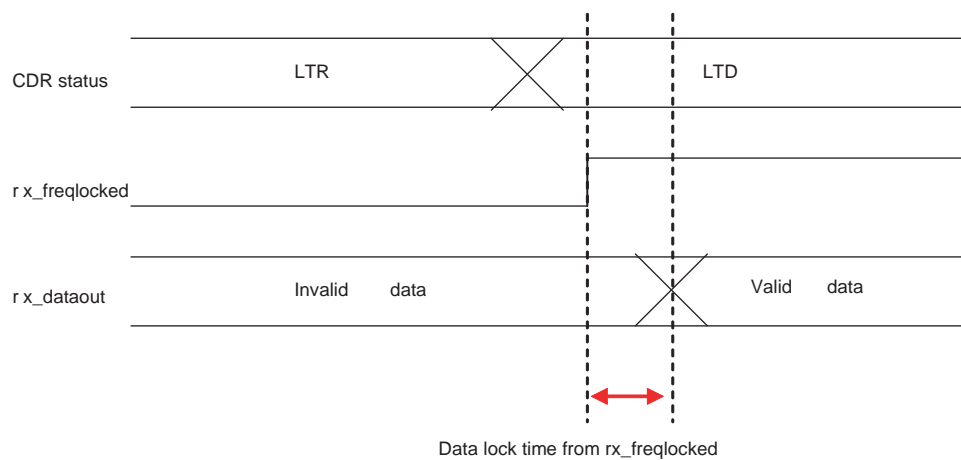 CDR status
LTR
LTD
r x_freqlocked
r x_dataout
Invalid data
Valid data
Data lock time from rx_freqlocked